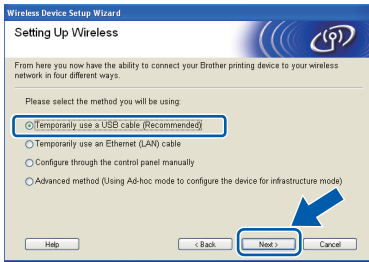 Wireless Device Setup Wizard
Setting Up Wireless
From here you now have the ability to connect your Brother printing device to your wireless
network in four different ways.
Please select the method you will be using:
Temporarily use a USB cable (Recommended)
Temporarily use an Ethernet (LAN) cable
Configure through the control panel manually
Advanced method (Using Ad-hoc mode to configure the device for infrastructure mode)
Help
< Back
Next >
Cancel